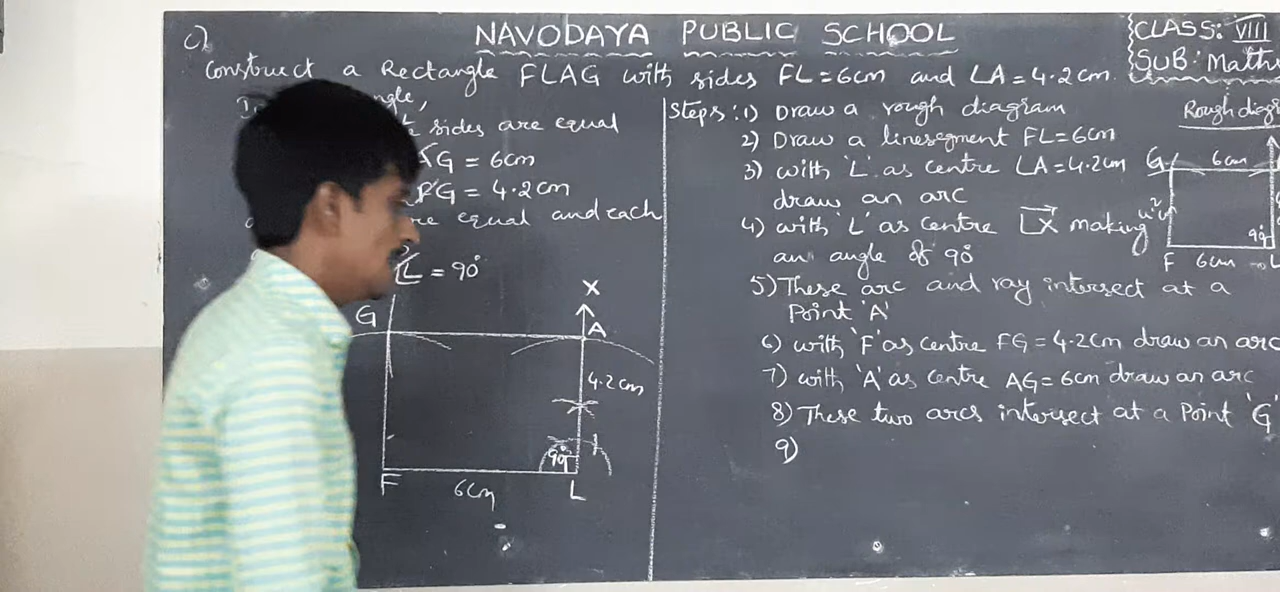 c)
NAVODAYA PUBLIC SCHOOL
CLASS: VIII
SUB: Maths
Construct a Rectangle FLAG with sides FL=6cm and LA=4.2cm.
sides are equal
AG = 6cm
FG = 4.2cm
equal and each
L = 90°
G
X
A
4.2cm
90°
F
6cm
L
Steps: 1) Draw a rough diagram
2) Draw a linesegment FL=6cm
3) with 'L' as centre LA=4.2cm
draw an arc
4) with 'L' as centre LX making
an angle of 90°
5) These arc and ray intersect at a
Point 'A'
6) with 'F' as centre FG=4.2cm draw an arc
7) with 'A' as centre AG=6cm draw an arc
8) These two arcs intersect at a Point 'G'
9)
Rough
G
6cm
90°
F
6cm
L